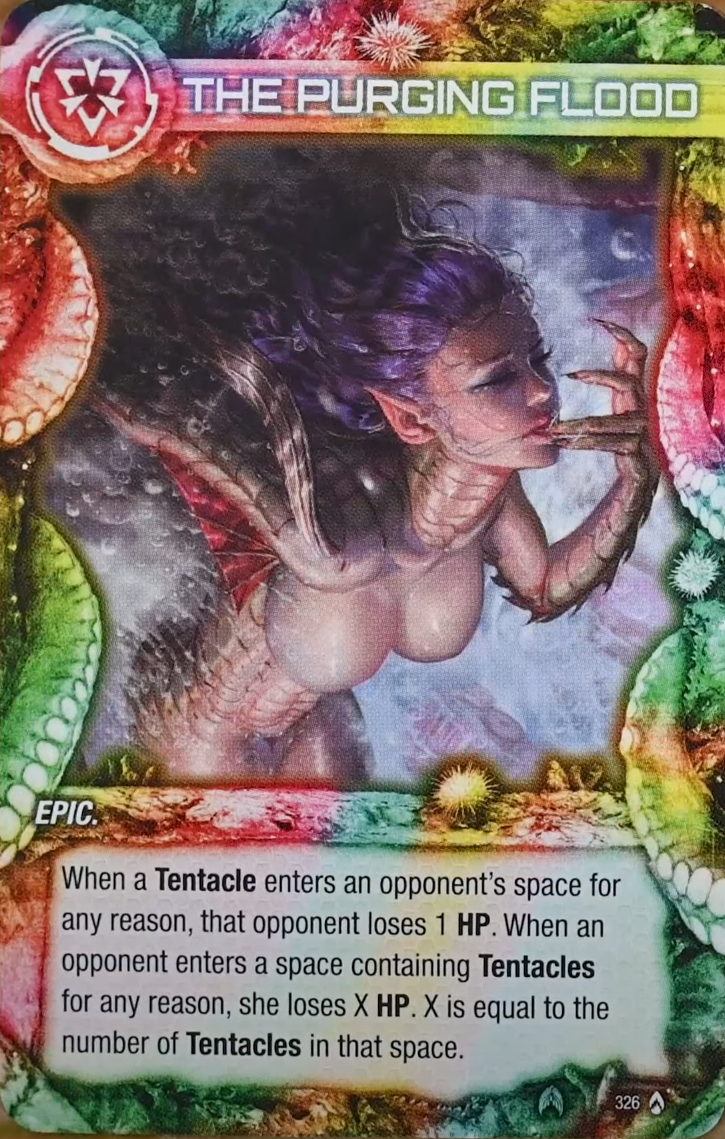 THE PURGING FLOOD
EPIC.
When a Tentacle enters an opponent's space for
any reason, that opponent loses 1 HP. When an
opponent enters a space containing Tentacles
for any reason, she loses X HP. X is equal to the
number of Tentacles in that space.
326